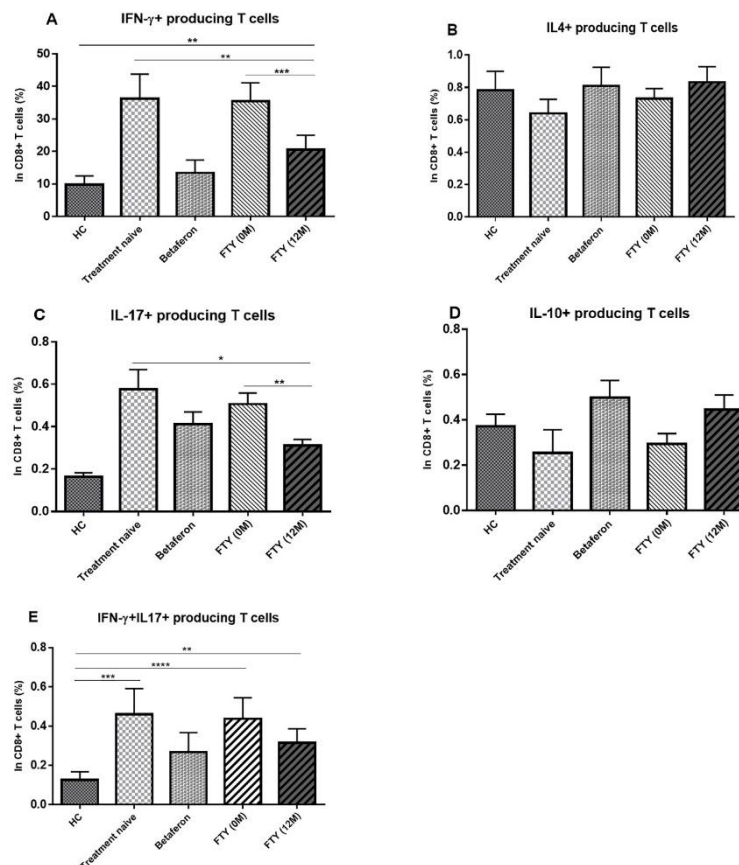 A
IFN-γ+ producing T cells
**
**
***
In CD8+ T cells (%)
50
40
30
20
10
0
HC
Treatment naive
Betaferon
FTY (0M)
FTY (12M)
B
IL4+ producing T cells
In CD8+ T cells (%)
1.0
0.8
0.6
0.4
0.2
0.0
HC
Treatment naive
Betaferon
FTY (0M)
FTY (12M)
C
IL-17+ producing T cells
*
**
In CD8+ T cells (%)
0.8
0.6
0.4
0.2
0.0
HC
Treatment naive
Betaferon
FTY (0M)
FTY (12M)
D
IL-10+ producing T cells
In CD8+ T cells (%)
0.8
0.6
0.4
0.2
0.0
HC
Treatment naive
Betaferon
FTY (0M)
FTY (12M)
E
IFN-γ+IL17+ producing T cells
**
****
***
In CD8+ T cells (%)
0.8
0.6
0.4
0.2
0.0
HC
Treatment naive
Betaferon
FTY (0M)
FTY (12M)